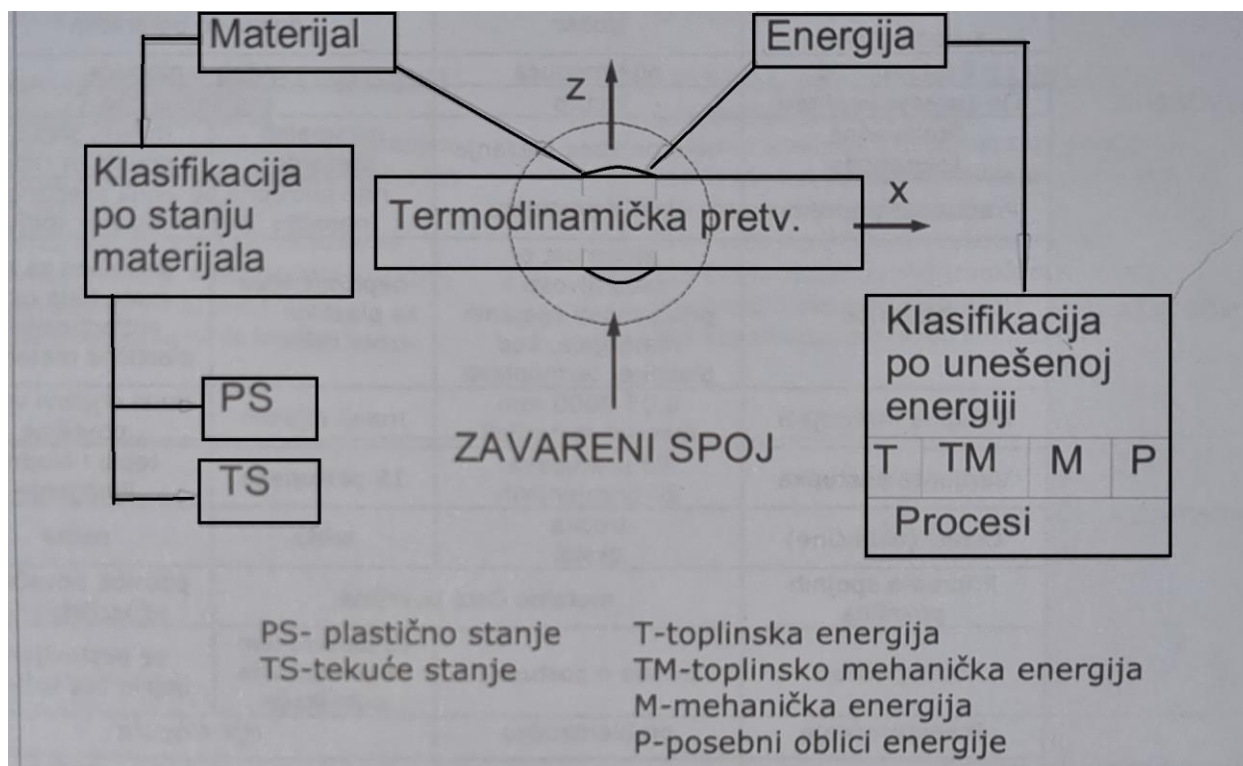 Materijal
Energija
z
Klasifikacija
po stanju
materijala
Termodinamička pretv.
x
Klasifikacija
po unešenoj
energiji
PS
TS
ZAVARENI SPOJ
T TM M P
Procesi
PS- plastično stanje
TS-tekuće stanje
T-toplinska energija
TM-toplinsko mehanička energija
M-mehanička energija
P-posebni oblici energije